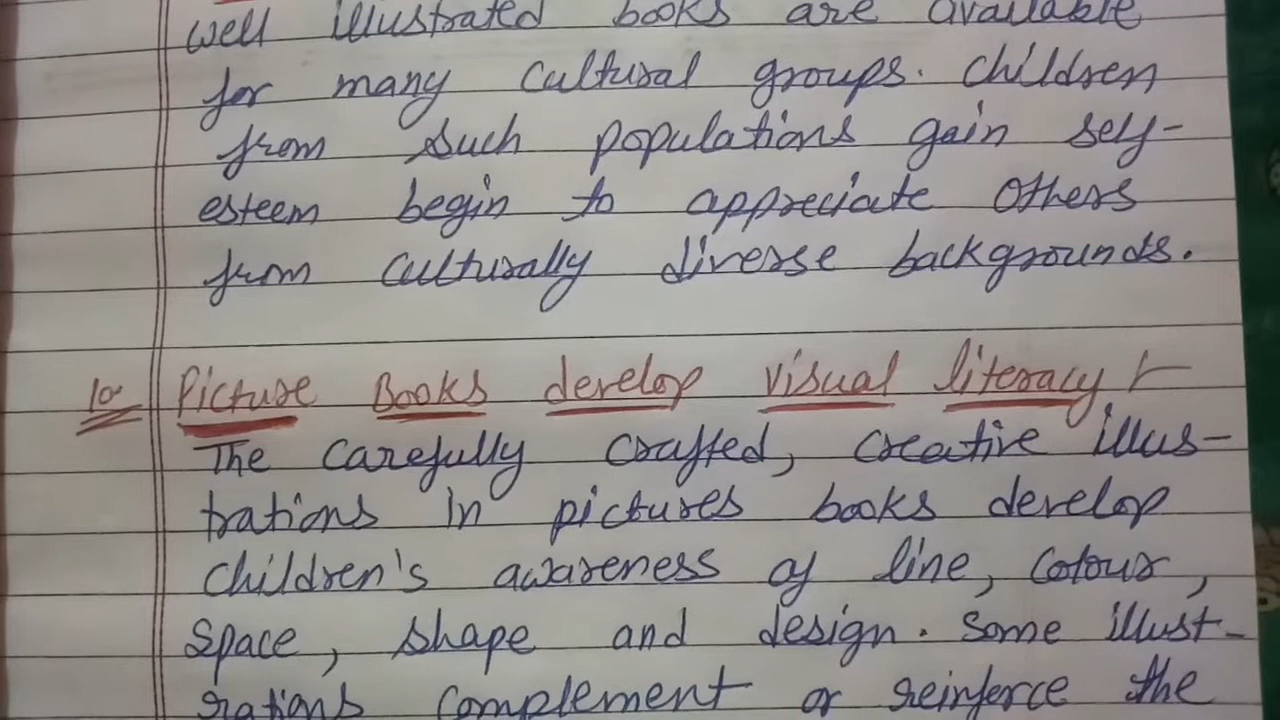 well illustrated books are available
for many cultural groups. Children
from such populations gain self-
esteem begin to appreciate others
from culturally diverse backgrounds.
10 Picture Books develop visual literacy :-
The carefully crafted, creative illus-
trations in pictures books develop
children's awareness of line, colour,
space, shape and design. Some illust-
rations complement or reinforce the